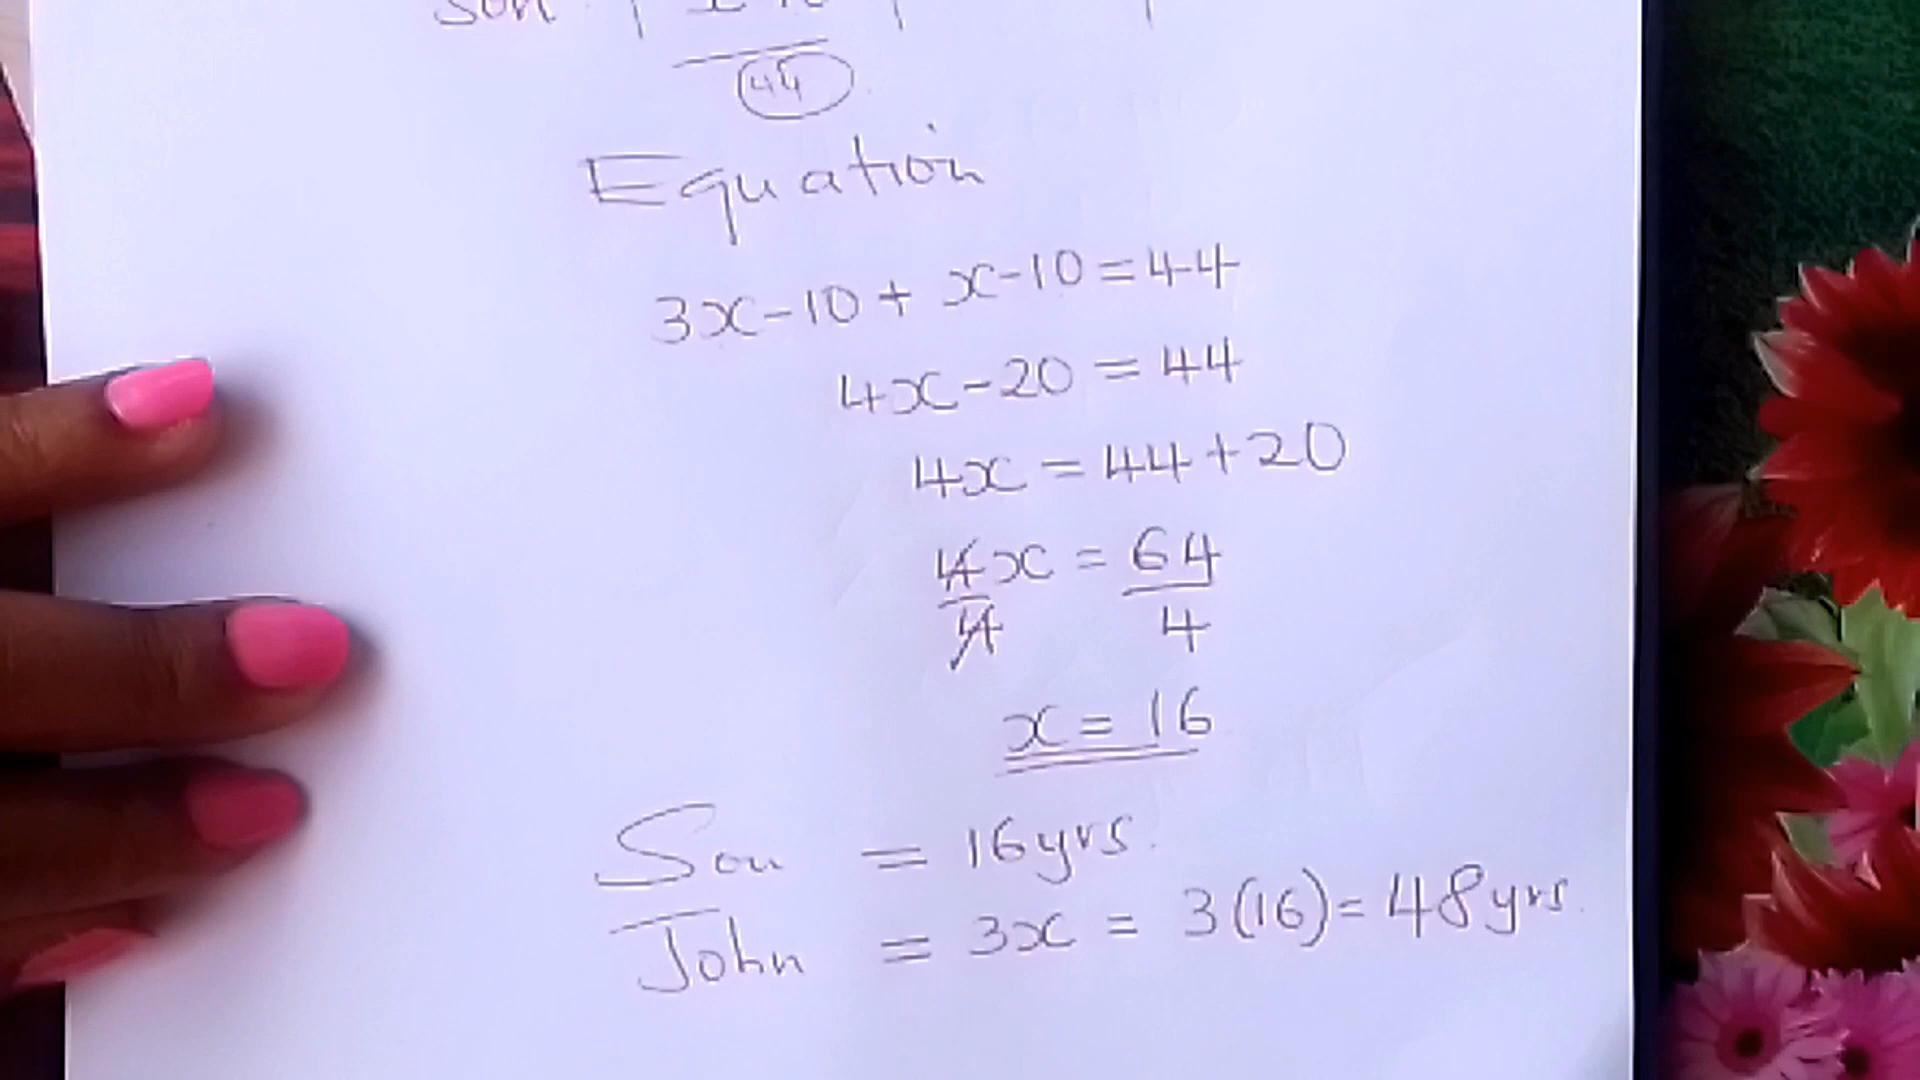 Son
44
Equation
3x-10 + x-10 = 44
4x-20 = 44
4x = 44+20
4x = 64
4 4
x = 16
Son = 16yrs.
John = 3x = 3(16) = 48yrs.